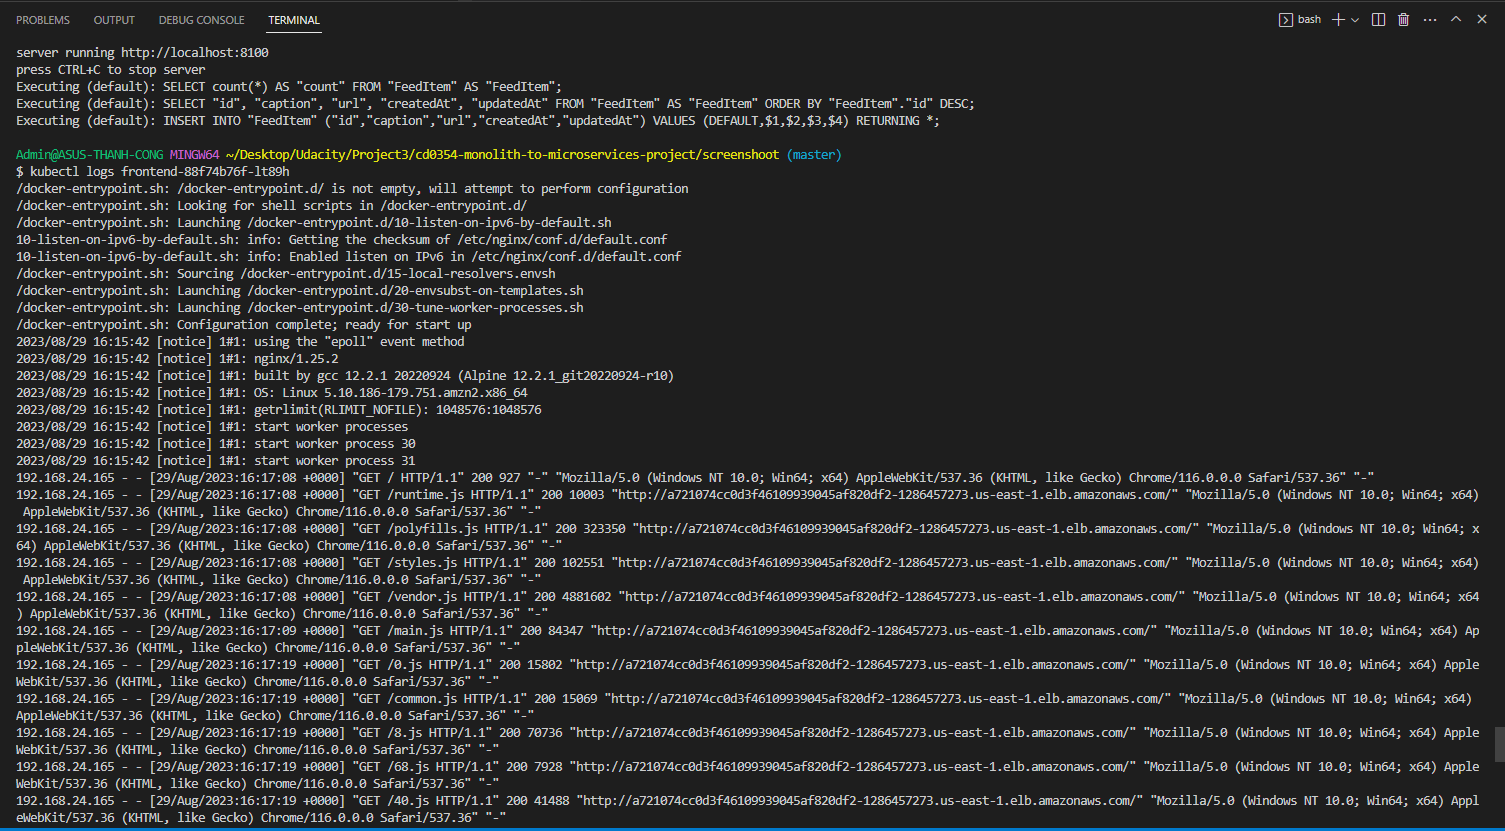 PROBLEMS OUTPUT DEBUG CONSOLE TERMINAL bash
server running http://localhost:8100
press CTRL+C to stop server
Executing (default): SELECT count(*) AS "count" FROM "FeedItem" AS "FeedItem";
Executing (default): SELECT "id", "caption", "url", "createdAt", "updatedAt" FROM "FeedItem" AS "FeedItem" ORDER BY "FeedItem"."id" DESC;
Executing (default): INSERT INTO "FeedItem" ("id","caption","url","createdAt","updatedAt") VALUES (DEFAULT,$1,$2,$3,$4) RETURNING *;
Admin@ASUS-THANH-CONG MINGW64 ~/Desktop/Udacity/Project3/cd0354-monolith-to-microservices-project/screenshoot (master)
$ kubectl logs frontend-88f74b76f-lt89h
/docker-entrypoint.sh: /docker-entrypoint.d/ is not empty, will attempt to perform configuration
/docker-entrypoint.sh: Looking for shell scripts in /docker-entrypoint.d/
/docker-entrypoint.sh: Launching /docker-entrypoint.d/10-listen-on-ipv6-by-default.sh
10-listen-on-ipv6-by-default.sh: info: Getting the checksum of /etc/nginx/conf.d/default.conf
10-listen-on-ipv6-by-default.sh: info: Enabled listen on IPv6 in /etc/nginx/conf.d/default.conf
/docker-entrypoint.sh: Sourcing /docker-entrypoint.d/15-local-resolvers.envsh
/docker-entrypoint.sh: Launching /docker-entrypoint.d/20-envsubst-on-templates.sh
/docker-entrypoint.sh: Launching /docker-entrypoint.d/30-tune-worker-processes.sh
/docker-entrypoint.sh: Configuration complete; ready for start up
2023/08/29 16:15:42 [notice] 1#1: using the "epoll" event method
2023/08/29 16:15:42 [notice] 1#1: nginx/1.25.2
2023/08/29 16:15:42 [notice] 1#1: built by gcc 12.2.1 20220924 (Alpine 12.2.1_git20220924-r10)
2023/08/29 16:15:42 [notice] 1#1: OS: Linux 5.10.186-179.751.amzn2.x86_64
2023/08/29 16:15:42 [notice] 1#1: getrlimit(RLIMIT_NOFILE): 1048576:1048576
2023/08/29 16:15:42 [notice] 1#1: start worker processes
2023/08/29 16:15:42 [notice] 1#1: start worker process 30
2023/08/29 16:15:42 [notice] 1#1: start worker process 31
192.168.24.165 - - [29/Aug/2023:16:17:08 +0000] "GET / HTTP/1.1" 200 927 "-" "Mozilla/5.0 (Windows NT 10.0; Win64; x64) AppleWebKit/537.36 (KHTML, like Gecko) Chrome/116.0.0.0 Safari/537.36" "-"
192.168.24.165 - - [29/Aug/2023:16:17:08 +0000] "GET /runtime.js HTTP/1.1" 200 10003 "http://a721074cc0d3f46109939045af820df2-1286457273.us-east-1.elb.amazonaws.com/" "Mozilla/5.0 (Windows NT 10.0; Win64; x64)
AppleWebKit/537.36 (KHTML, like Gecko) Chrome/116.0.0.0 Safari/537.36" "-"
192.168.24.165 - - [29/Aug/2023:16:17:08 +0000] "GET /polyfills.js HTTP/1.1" 200 323350 "http://a721074cc0d3f46109939045af820df2-1286457273.us-east-1.elb.amazonaws.com/" "Mozilla/5.0 (Windows NT 10.0; Win64; x
64) AppleWebKit/537.36 (KHTML, like Gecko) Chrome/116.0.0.0 Safari/537.36" "-"
192.168.24.165 - - [29/Aug/2023:16:17:08 +0000] "GET /styles.js HTTP/1.1" 200 102551 "http://a721074cc0d3f46109939045af820df2-1286457273.us-east-1.elb.amazonaws.com/" "Mozilla/5.0 (Windows NT 10.0; Win64; x64)
AppleWebKit/537.36 (KHTML, like Gecko) Chrome/116.0.0.0 Safari/537.36" "-"
192.168.24.165 - - [29/Aug/2023:16:17:08 +0000] "GET /vendor.js HTTP/1.1" 200 4881602 "http://a721074cc0d3f46109939045af820df2-1286457273.us-east-1.elb.amazonaws.com/" "Mozilla/5.0 (Windows NT 10.0; Win64; x64
) AppleWebKit/537.36 (KHTML, like Gecko) Chrome/116.0.0.0 Safari/537.36" "-"
192.168.24.165 - - [29/Aug/2023:16:17:09 +0000] "GET /main.js HTTP/1.1" 200 84347 "http://a721074cc0d3f46109939045af820df2-1286457273.us-east-1.elb.amazonaws.com/" "Mozilla/5.0 (Windows NT 10.0; Win64; x64) Ap
pleWebKit/537.36 (KHTML, like Gecko) Chrome/116.0.0.0 Safari/537.36" "-"
192.168.24.165 - - [29/Aug/2023:16:17:19 +0000] "GET /0.js HTTP/1.1" 200 15802 "http://a721074cc0d3f46109939045af820df2-1286457273.us-east-1.elb.amazonaws.com/" "Mozilla/5.0 (Windows NT 10.0; Win64; x64) Apple
WebKit/537.36 (KHTML, like Gecko) Chrome/116.0.0.0 Safari/537.36" "-"
192.168.24.165 - - [29/Aug/2023:16:17:19 +0000] "GET /common.js HTTP/1.1" 200 15069 "http://a721074cc0d3f46109939045af820df2-1286457273.us-east-1.elb.amazonaws.com/" "Mozilla/5.0 (Windows NT 10.0; Win64; x64)
AppleWebKit/537.36 (KHTML, like Gecko) Chrome/116.0.0.0 Safari/537.36" "-"
192.168.24.165 - - [29/Aug/2023:16:17:19 +0000] "GET /8.js HTTP/1.1" 200 70736 "http://a721074cc0d3f46109939045af820df2-1286457273.us-east-1.elb.amazonaws.com/" "Mozilla/5.0 (Windows NT 10.0; Win64; x64) Apple
WebKit/537.36 (KHTML, like Gecko) Chrome/116.0.0.0 Safari/537.36" "-"
192.168.24.165 - - [29/Aug/2023:16:17:19 +0000] "GET /68.js HTTP/1.1" 200 7928 "http://a721074cc0d3f46109939045af820df2-1286457273.us-east-1.elb.amazonaws.com/" "Mozilla/5.0 (Windows NT 10.0; Win64; x64) Apple
WebKit/537.36 (KHTML, like Gecko) Chrome/116.0.0.0 Safari/537.36" "-"
192.168.24.165 - - [29/Aug/2023:16:17:19 +0000] "GET /40.js HTTP/1.1" 200 41488 "http://a721074cc0d3f46109939045af820df2-1286457273.us-east-1.elb.amazonaws.com/" "Mozilla/5.0 (Windows NT 10.0; Win64; x64) Appl
eWebKit/537.36 (KHTML, like Gecko) Chrome/116.0.0.0 Safari/537.36" "-"